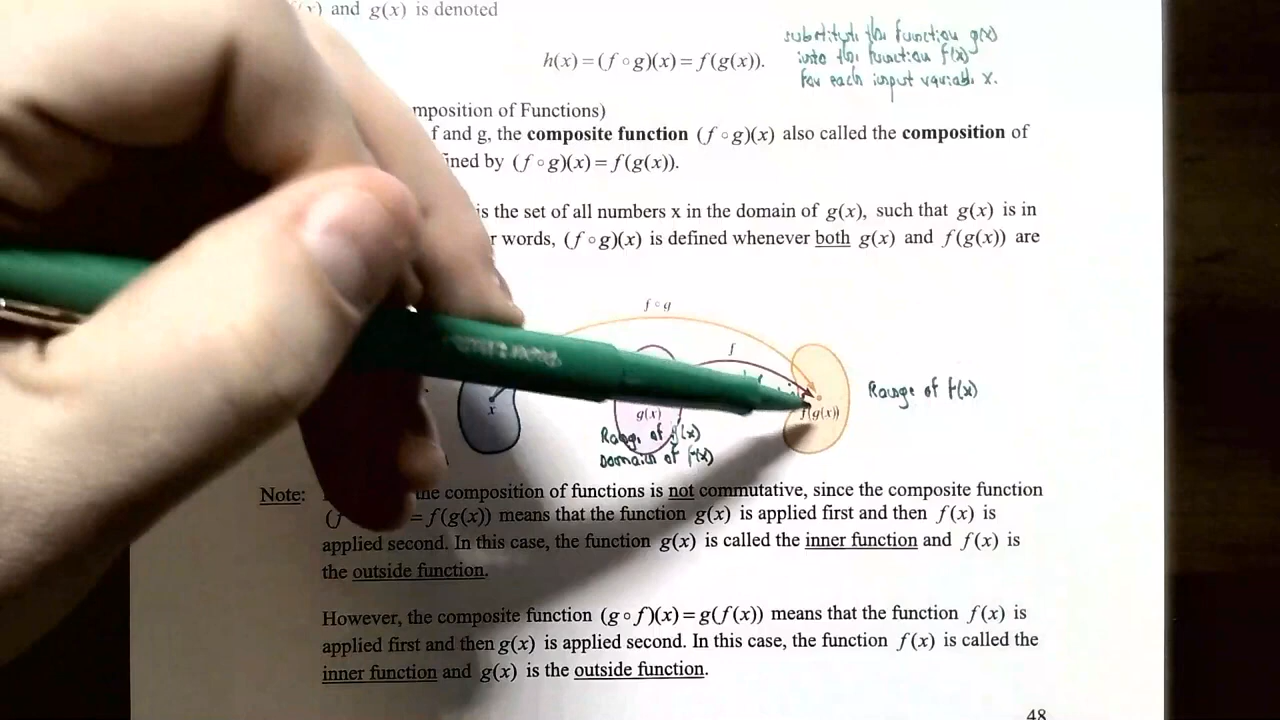 (x) and g(x) is denoted
h(x) = (f ∘ g)(x) = f(g(x)).
substitute the function g(x)
into the function f(x)
for each input variable x.
mposition of Functions)
f and g, the composite function (f ∘ g)(x) also called the composition of
ined by (f ∘ g)(x) = f(g(x)).
is the set of all numbers x in the domain of g(x), such that g(x) is in
r words, (f ∘ g)(x) is defined whenever both g(x) and f(g(x)) are
f ∘ g
f
x
g(x)
f(g(x))
Range of f(x)
Range of g(x)
Domain of f(x)
Note:
the composition of functions is not commutative, since the composite function
(f = f(g(x)) means that the function g(x) is applied first and then f(x) is
applied second. In this case, the function g(x) is called the inner function and f(x) is
the outside function.
However, the composite function (g ∘ f)(x) = g(f(x)) means that the function f(x) is
applied first and then g(x) is applied second. In this case, the function f(x) is called the
inner function and g(x) is the outside function.
48